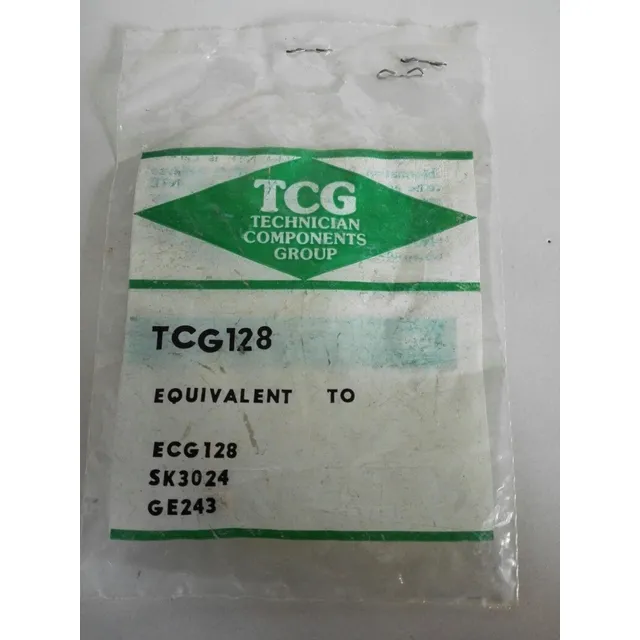 TCG
TECHNICIAN
COMPONENTS
GROUP
TCG128
EQUIVALENT TO
ECG128
SK3024
GE243